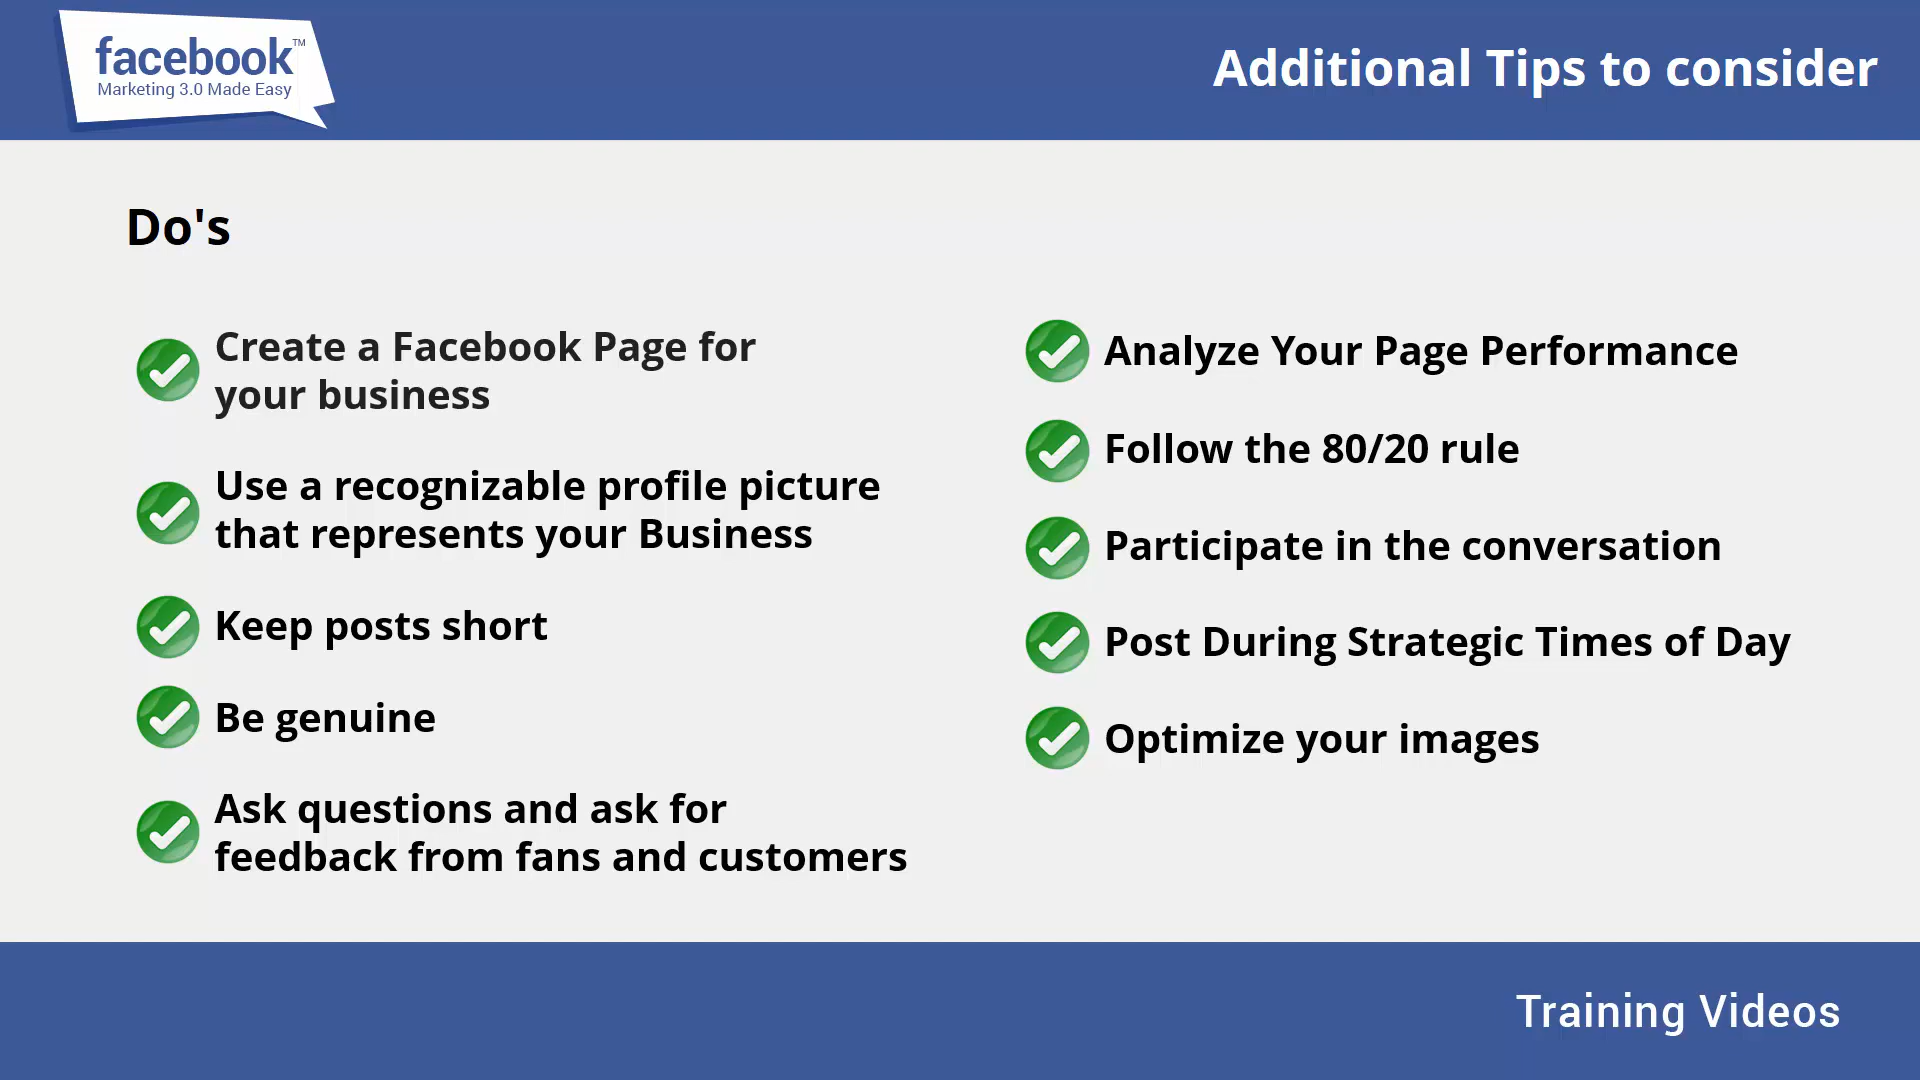 facebook™
Marketing 3.0 Made Easy
Additional Tips to consider
Do's
Create a Facebook Page for
your business
Use a recognizable profile picture
that represents your Business
Keep posts short
Be genuine
Ask questions and ask for
feedback from fans and customers
Analyze Your Page Performance
Follow the 80/20 rule
Participate in the conversation
Post During Strategic Times of Day
Optimize your images
Training Videos